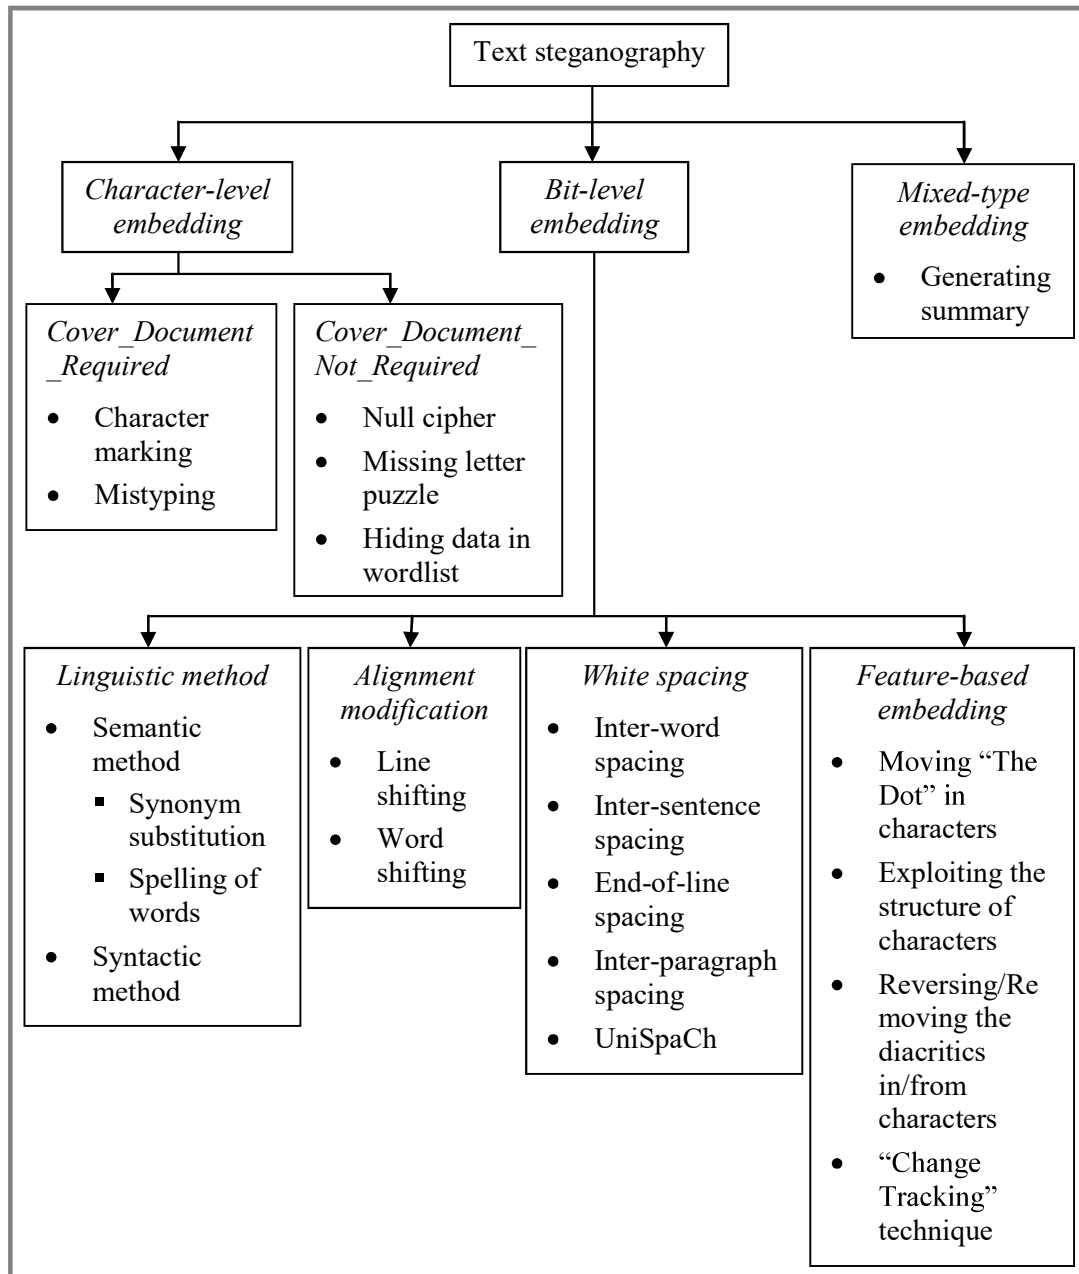 Text steganography
Character-level
embedding
Bit-level
embedding
Mixed-type
embedding
● Generating
summary
Cover_Document
_Required
● Character
marking
● Mistyping
Cover_Document_
Not_Required
● Null cipher
● Missing letter
puzzle
● Hiding data in
wordlist
Linguistic method
● Semantic
method
▪ Synonym
substitution
▪ Spelling of
words
● Syntactic
method
Alignment
modification
● Line
shifting
● Word
shifting
White spacing
● Inter-word
spacing
● Inter-sentence
spacing
● End-of-line
spacing
● Inter-paragraph
spacing
● UniSpaCh
Feature-based
embedding
● Moving “The
Dot” in
characters
● Exploiting the
structure of
characters
● Reversing/Re
moving the
diacritics
in/from
characters
● “Change
Tracking”
technique